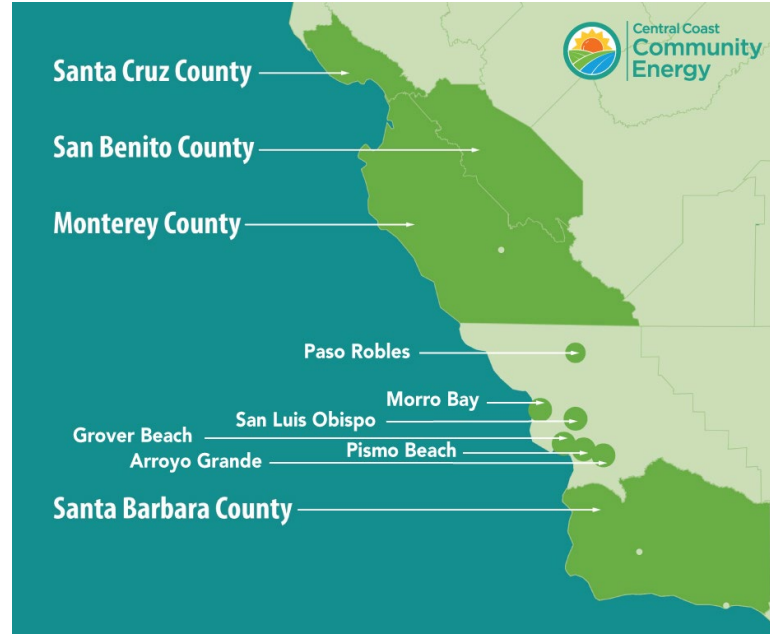 Central Coast
Community
Energy
Santa Cruz County
San Benito County
Monterey County
Paso Robles
Morro Bay
San Luis Obispo
Grover Beach
Pismo Beach
Arroyo Grande
Santa Barbara County